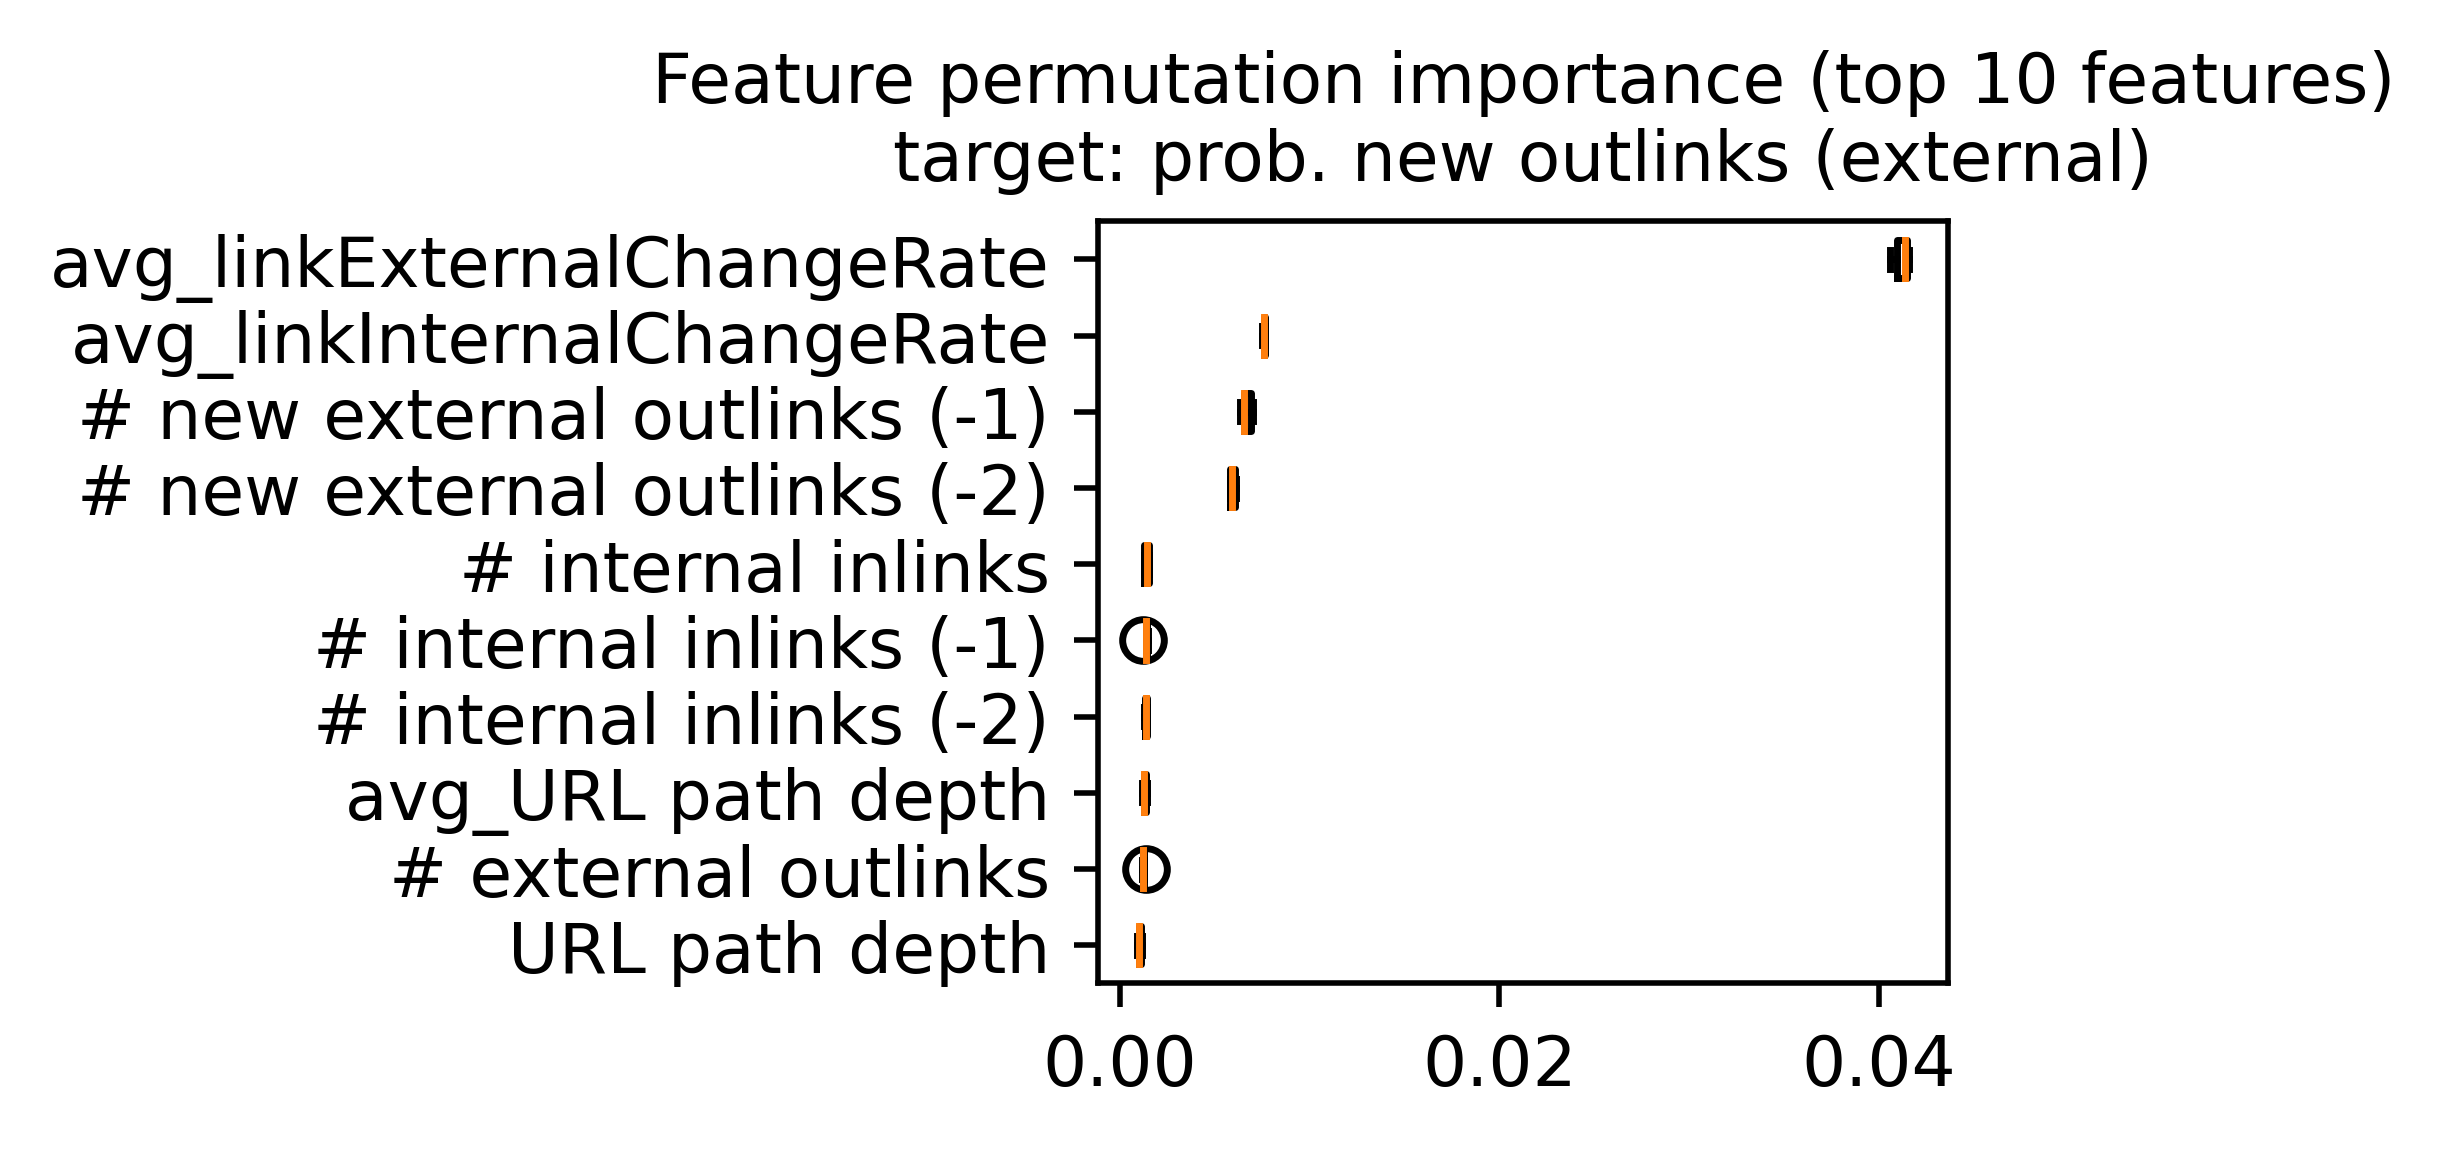 Feature permutation importance (top 10 features)
target: prob. new outlinks (external)
avg_linkExternalChangeRate
avg_linkInternalChangeRate
# new external outlinks (-1)
# new external outlinks (-2)
# internal inlinks
# internal inlinks (-1)
# internal inlinks (-2)
avg_URL path depth
# external outlinks
URL path depth
0.00 0.02 0.04